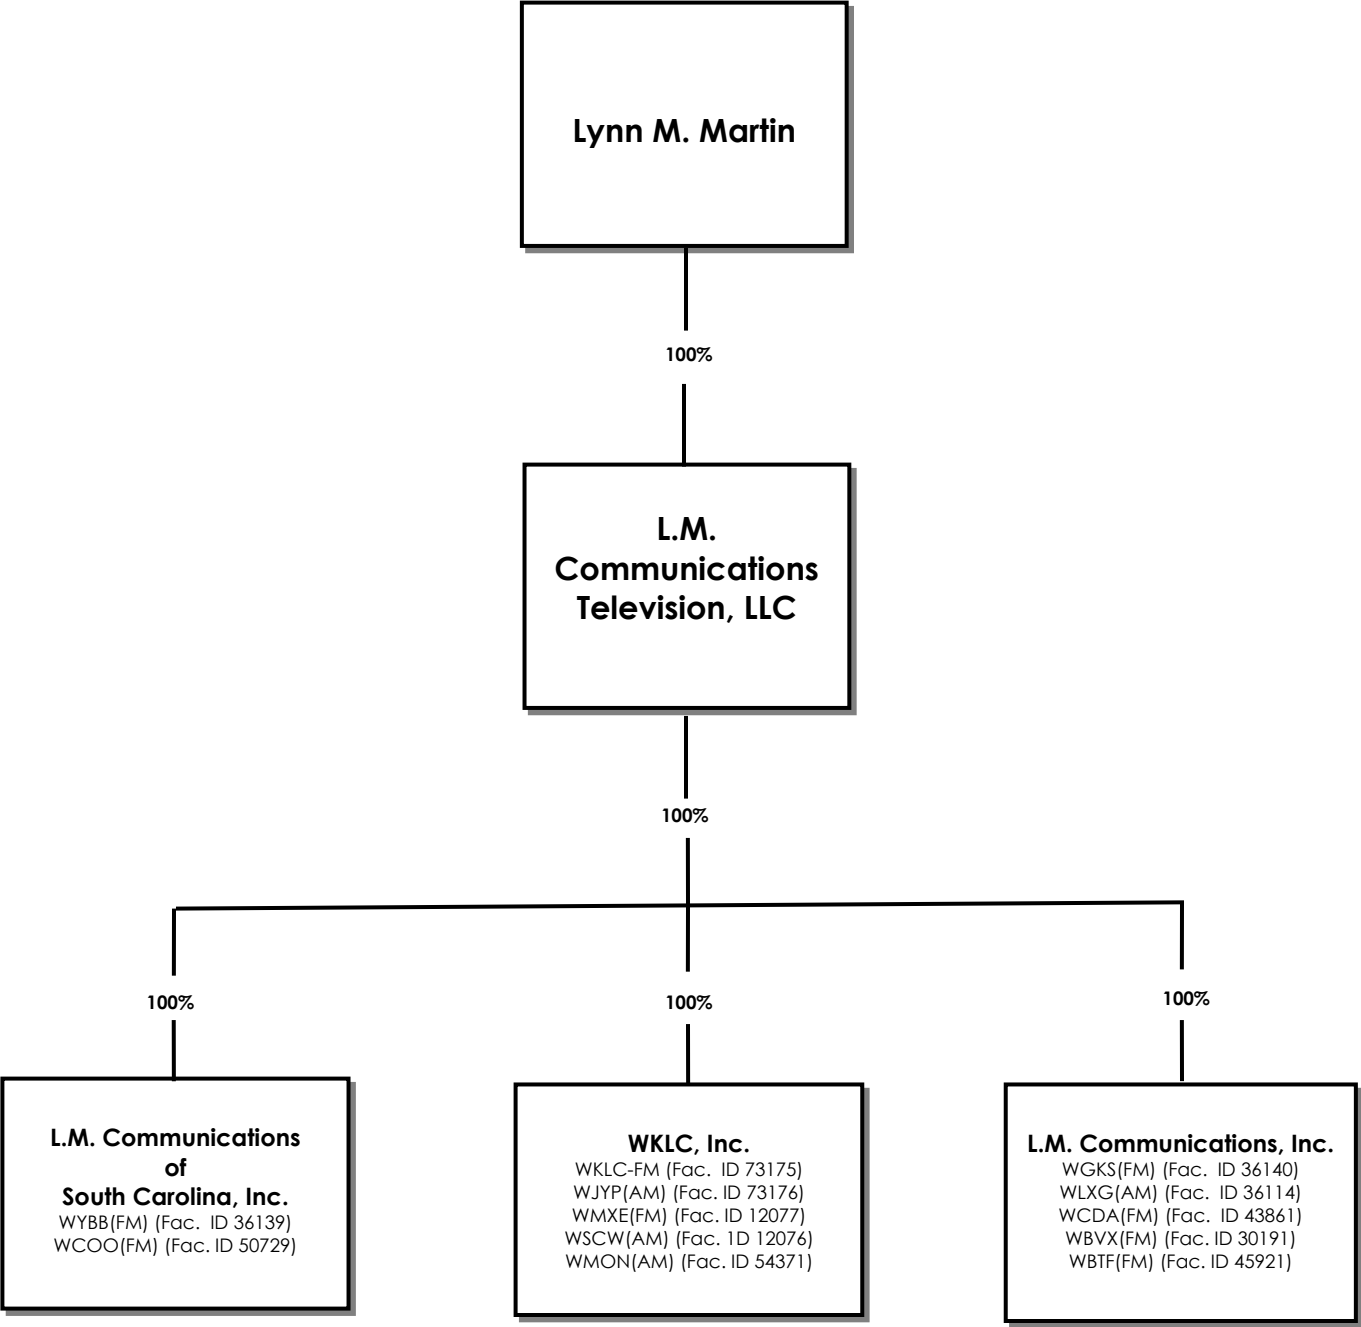 Lynn M. Martin
100%
L.M.
Communications
Television, LLC
100%
100%
100%
100%
L.M. Communications
of
South Carolina, Inc.
WYBB(FM) (Fac.  ID 36139)
WCOO(FM) (Fac. ID 50729)
WKLC, Inc.
WKLC-FM (Fac.  ID 73175)
WJYP(AM) (Fac. ID 73176)
WMXE(FM) (Fac. ID 12077)
WSCW(AM) (Fac. 1D 12076)
WMON(AM) (Fac. ID 54371)
L.M. Communications, Inc.
WGKS(FM) (Fac.  ID 36140)
WLXG(AM) (Fac.  ID 36114)
WCDA(FM) (Fac.  ID 43861)
WBVX(FM) (Fac. ID 30191)
WBTF(FM) (Fac. ID 45921)